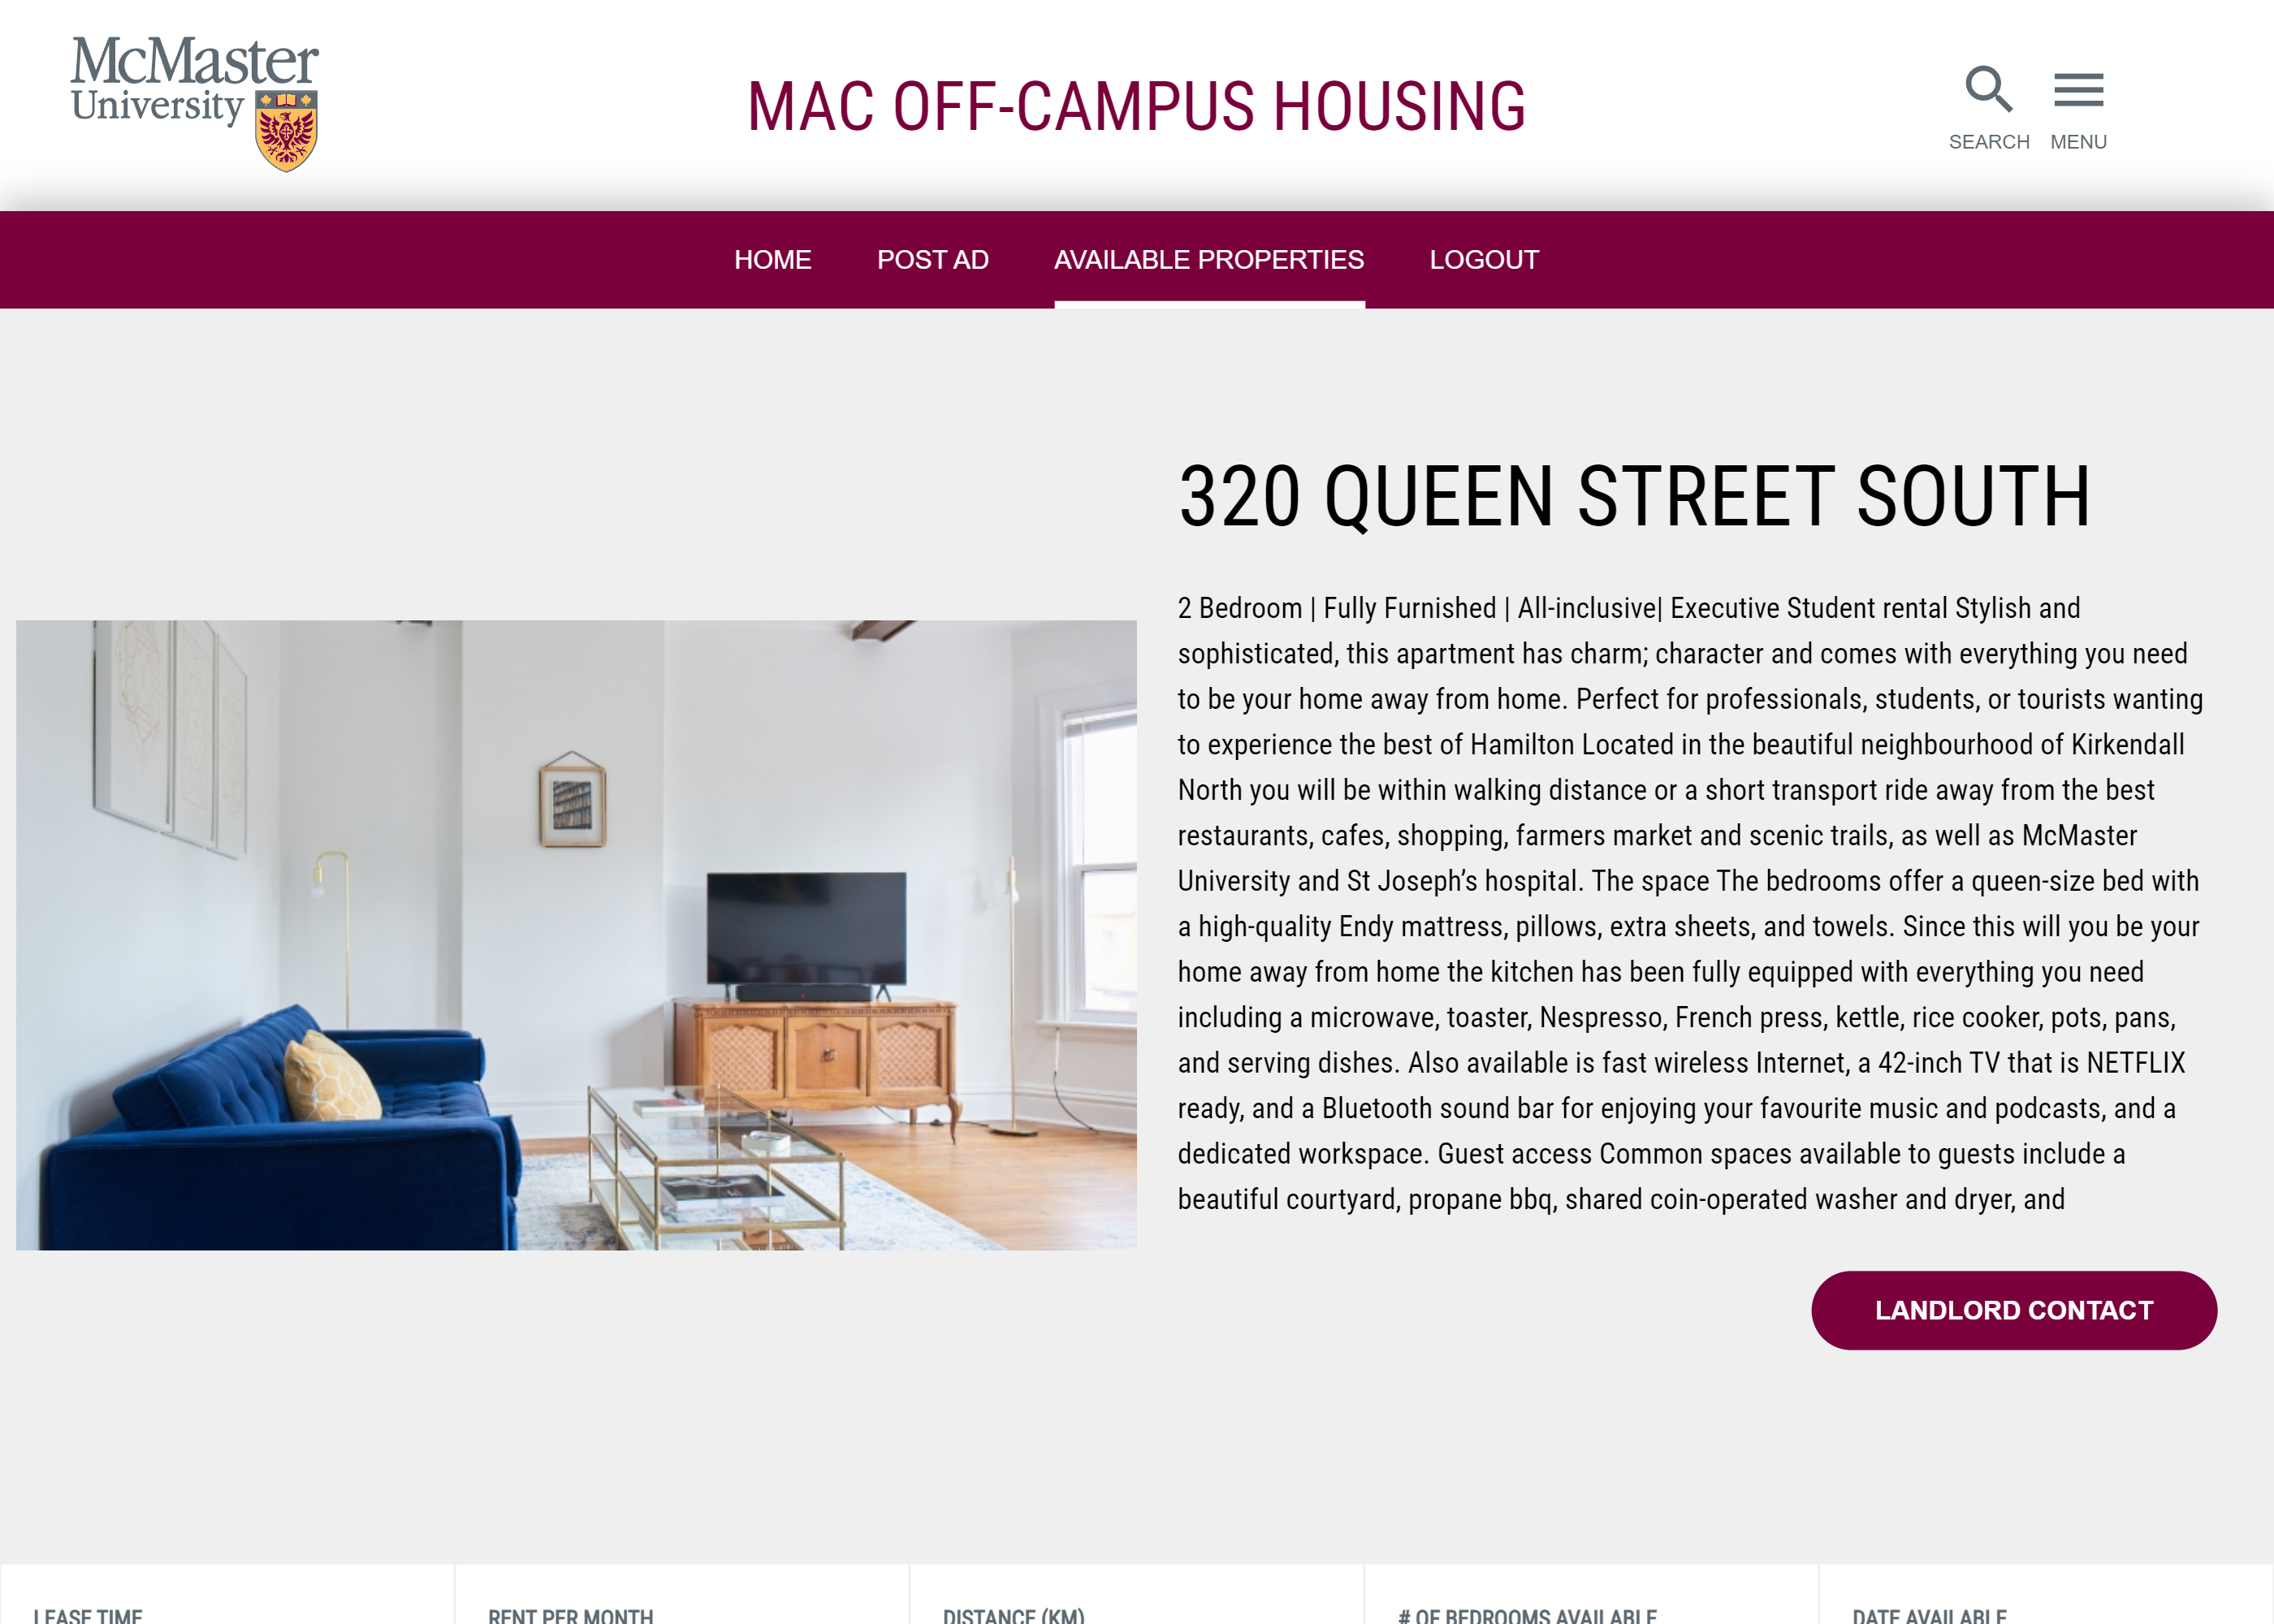 McMaster
University
MAC OFF-CAMPUS HOUSING
SEARCH
MENU
HOME
POST AD
AVAILABLE PROPERTIES
LOGOUT
320 QUEEN STREET SOUTH
2 Bedroom | Fully Furnished | All-inclusive| Executive Student rental Stylish and
sophisticated, this apartment has charm; character and comes with everything you need
to be your home away from home. Perfect for professionals, students, or tourists wanting
to experience the best of Hamilton Located in the beautiful neighbourhood of Kirkendall
North you will be within walking distance or a short transport ride away from the best
restaurants, cafes, shopping, farmers market and scenic trails, as well as McMaster
University and St Joseph’s hospital. The space The bedrooms offer a queen-size bed with
a high-quality Endy mattress, pillows, extra sheets, and towels. Since this will you be your
home away from home the kitchen has been fully equipped with everything you need
including a microwave, toaster, Nespresso, French press, kettle, rice cooker, pots, pans,
and serving dishes. Also available is fast wireless Internet, a 42-inch TV that is NETFLIX
ready, and a Bluetooth sound bar for enjoying your favourite music and podcasts, and a
dedicated workspace. Guest access Common spaces available to guests include a
beautiful courtyard, propane bbq, shared coin-operated washer and dryer, and
LANDLORD CONTACT
LEASE TIME
RENT PER MONTH
DISTANCE (KM)
# OF BEDROOMS AVAILABLE
DATE AVAILABLE